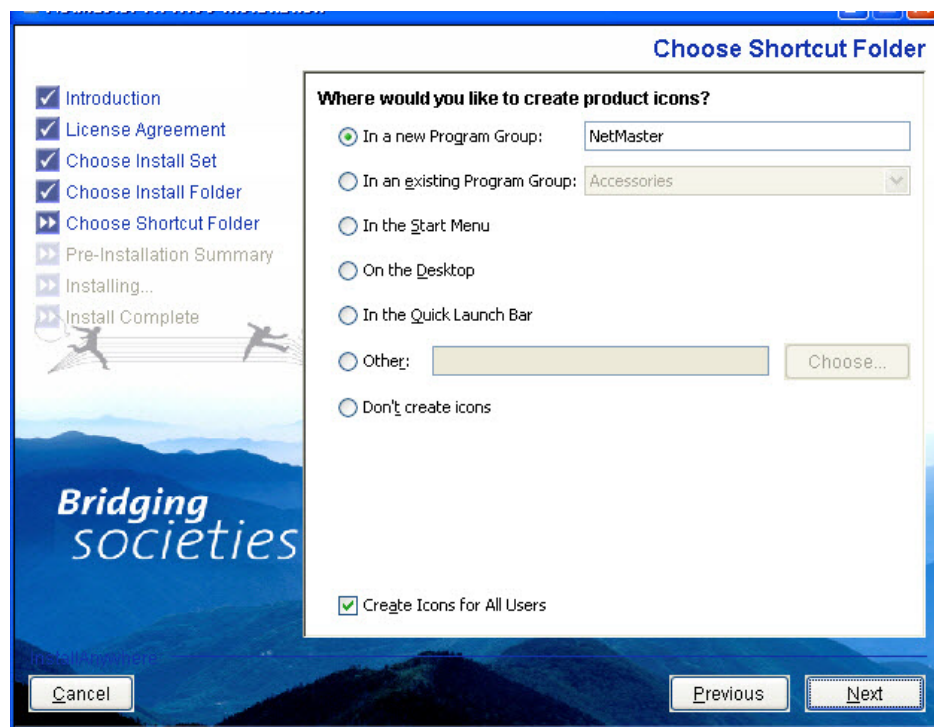 Choose Shortcut Folder
Introduction
License Agreement
Choose Install Set
Choose Install Folder
Choose Shortcut Folder
Pre-Installation Summary
Installing...
Install Complete
Bridging
societies
Where would you like to create product icons?
In a new Program Group: NetMaster
In an existing Program Group: Accessories
In the Start Menu
On the Desktop
In the Quick Launch Bar
Other: Choose...
Don't create icons
Create Icons for All Users
InstallAnywhere
Cancel Previous Next